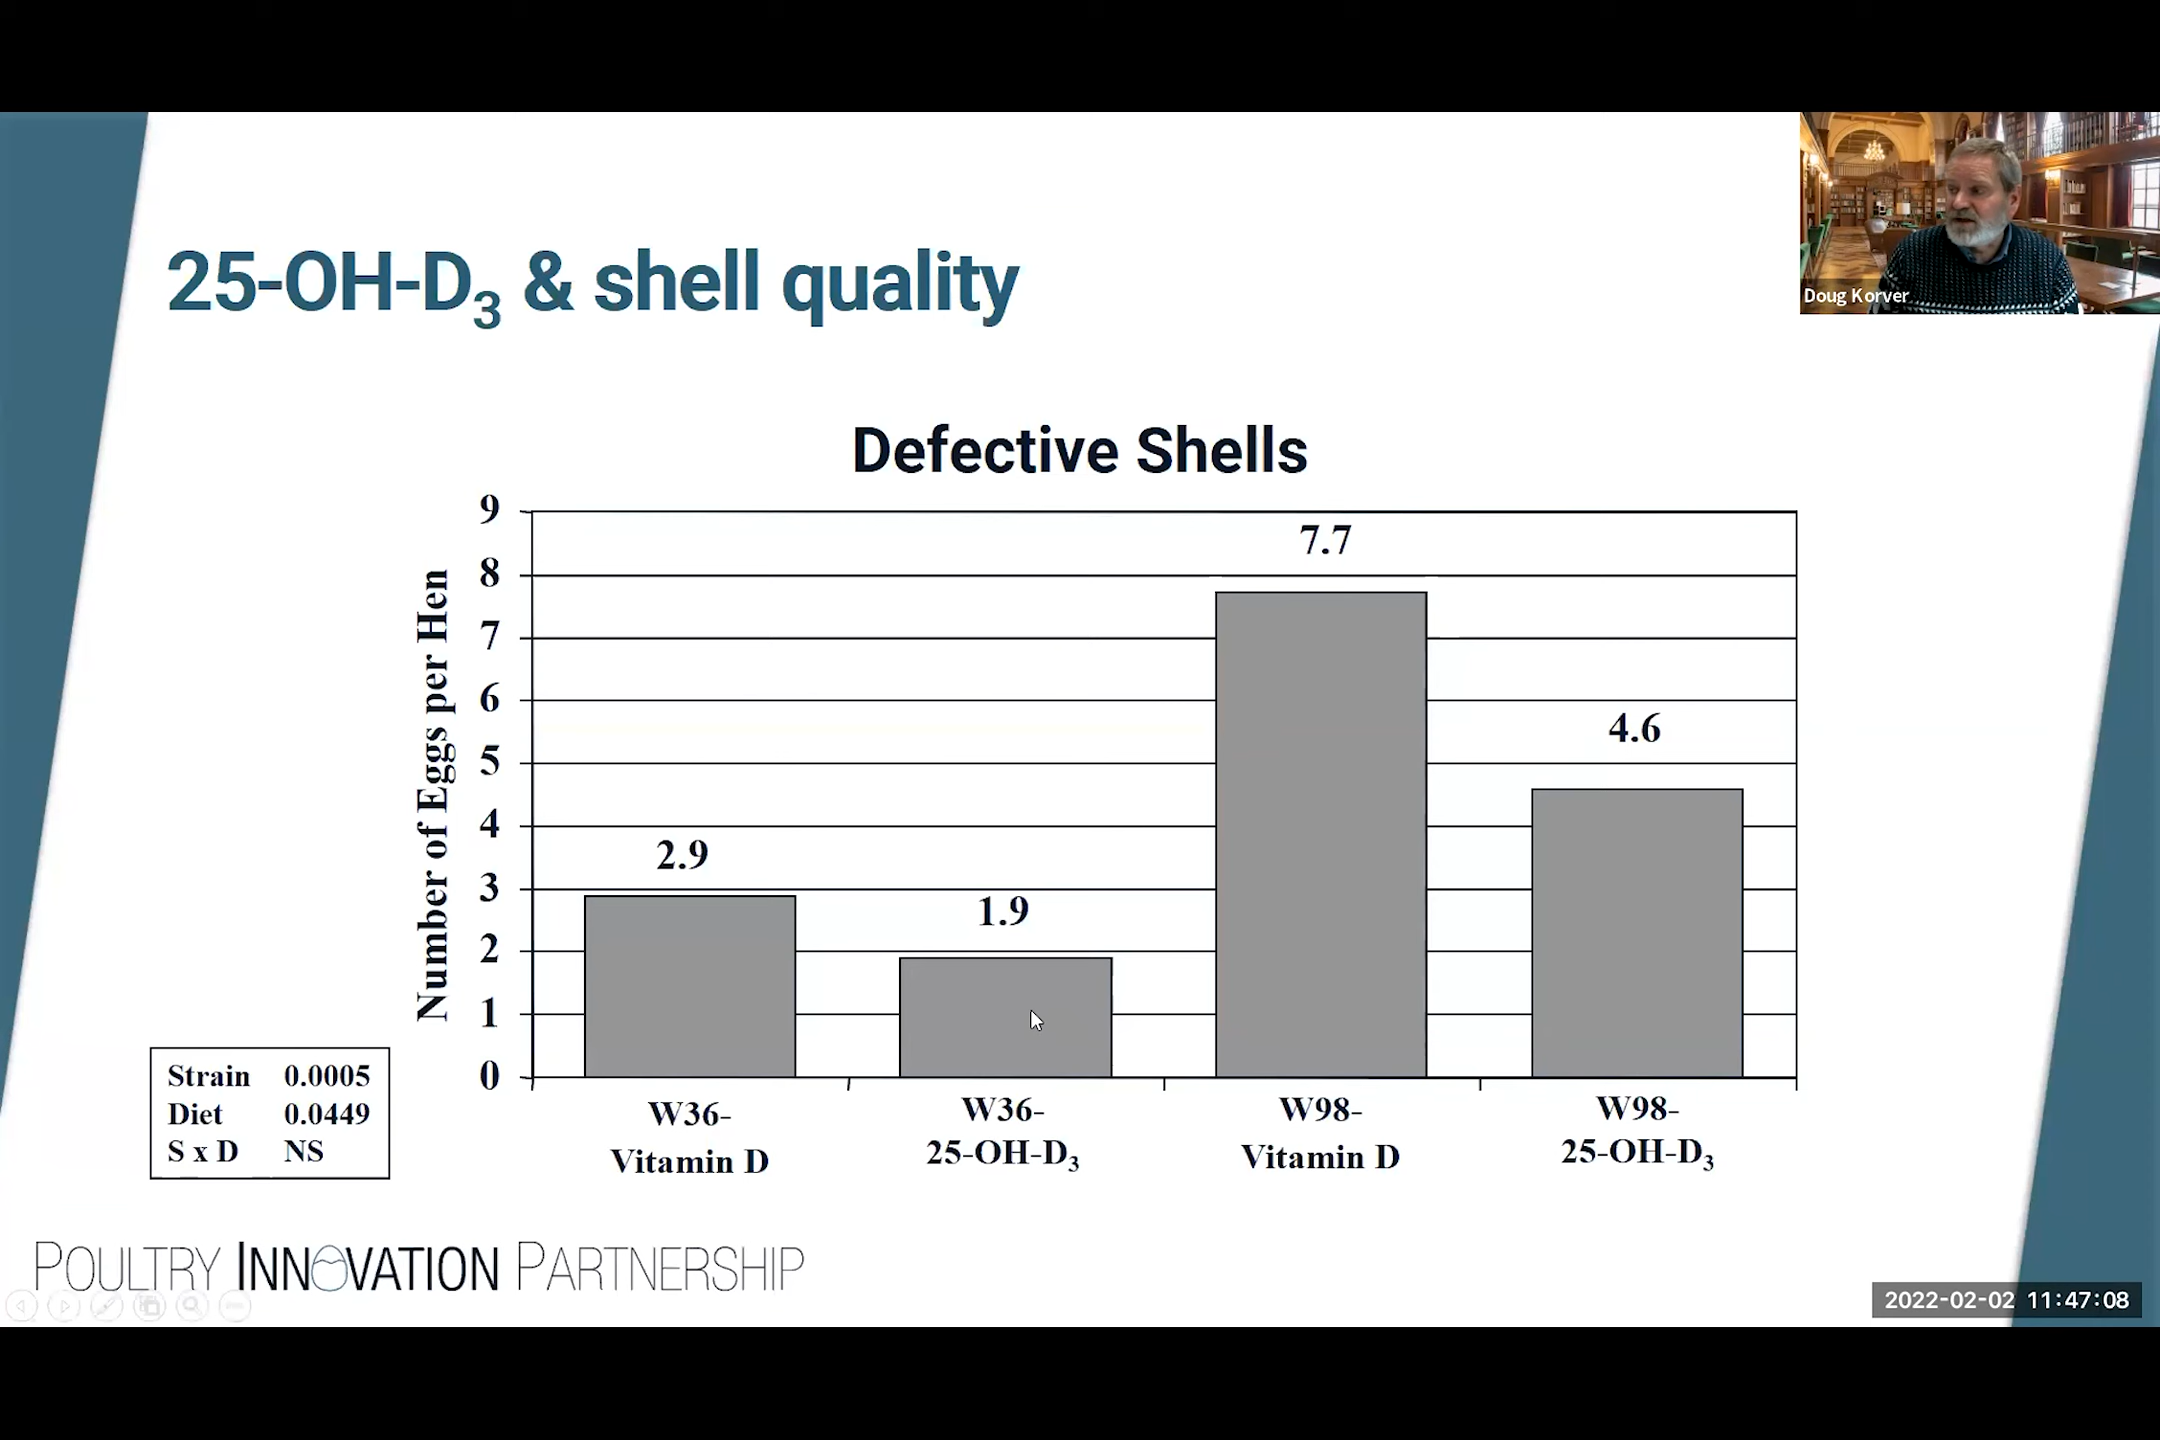 25-OH-D₃ & shell quality
Doug Korver
Defective Shells
Number of Eggs per Hen
9
8
7
6
5
4
3
2
1
0
2.9
1.9
7.7
4.6
W36-
Vitamin D
W36-
25-OH-D₃
W98-
Vitamin D
W98-
25-OH-D₃
Strain 0.0005
Diet 0.0449
S x D NS
POULTRY INNOVATION PARTNERSHIP
2022-02-02 11:47:08